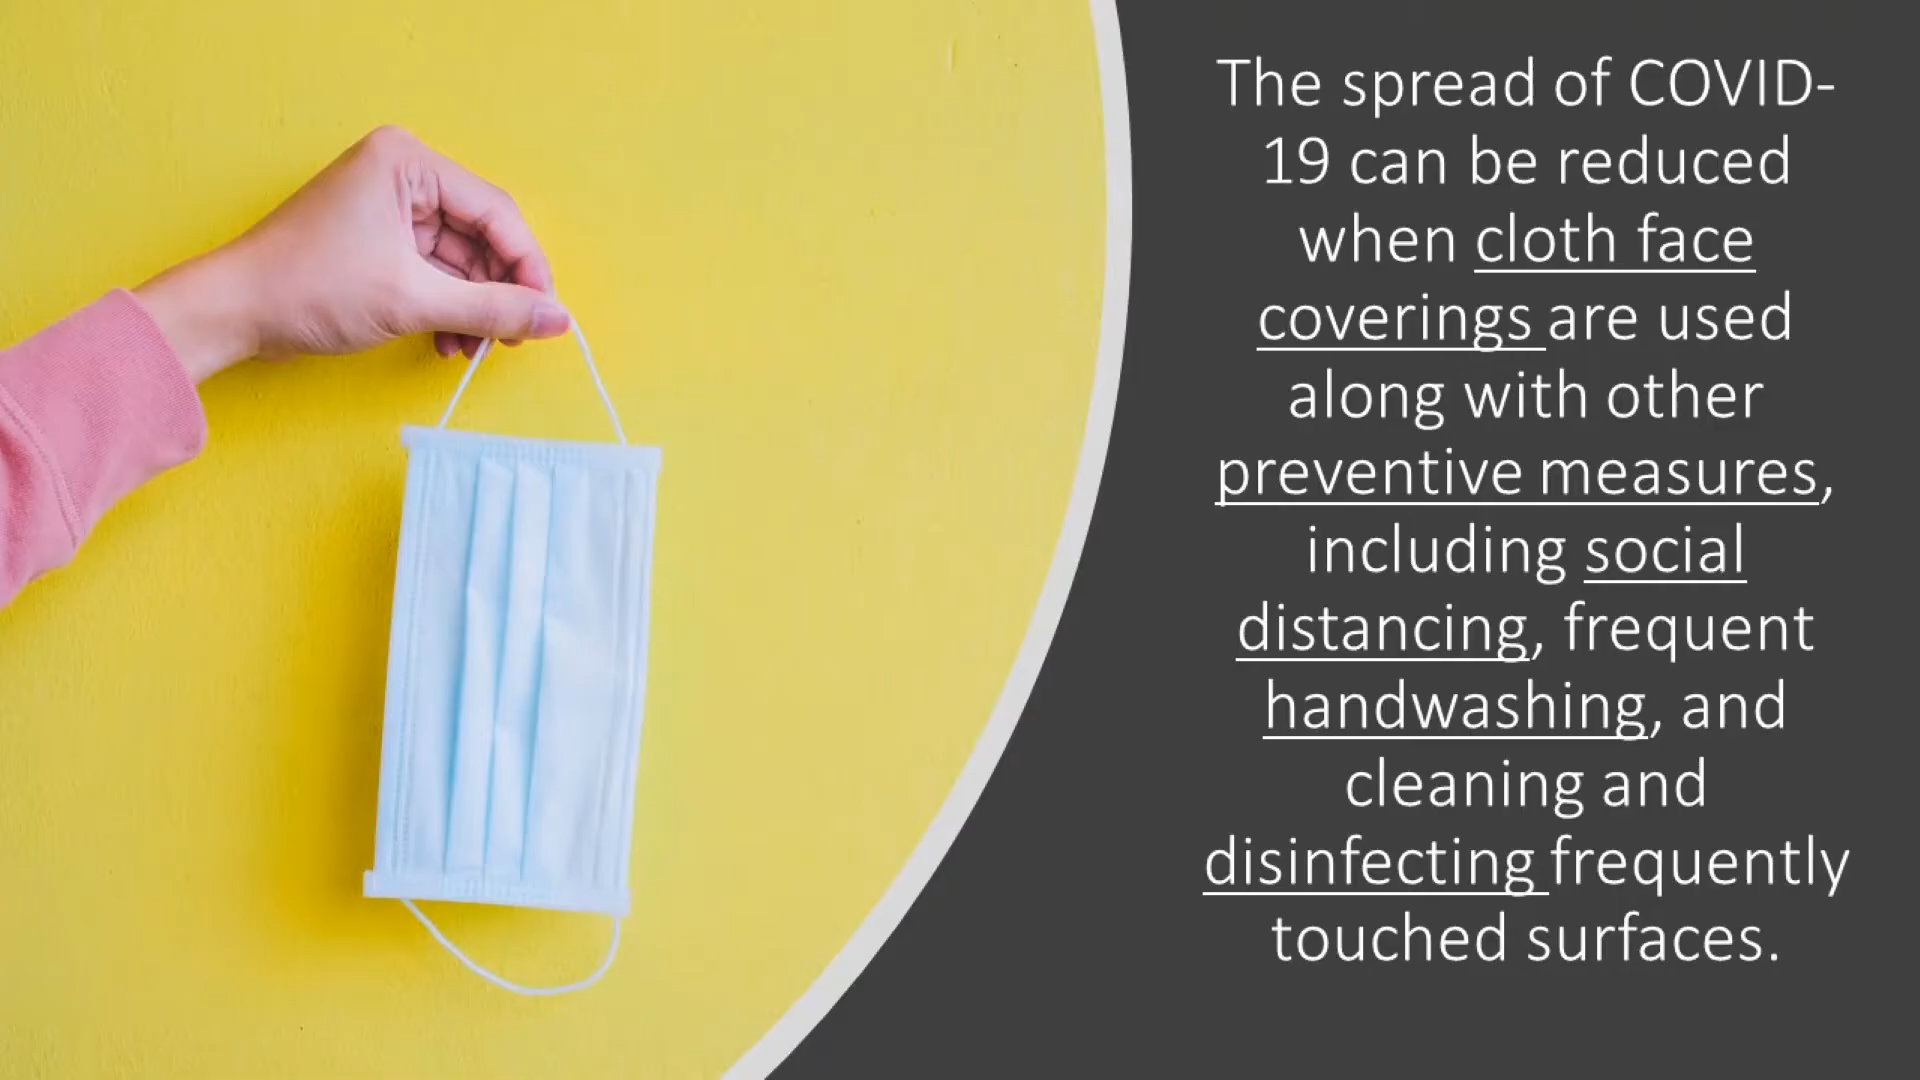 The spread of COVID-
19 can be reduced
when cloth face
coverings are used
along with other
preventive measures,
including social
distancing, frequent
handwashing, and
cleaning and
disinfecting frequently
touched surfaces.